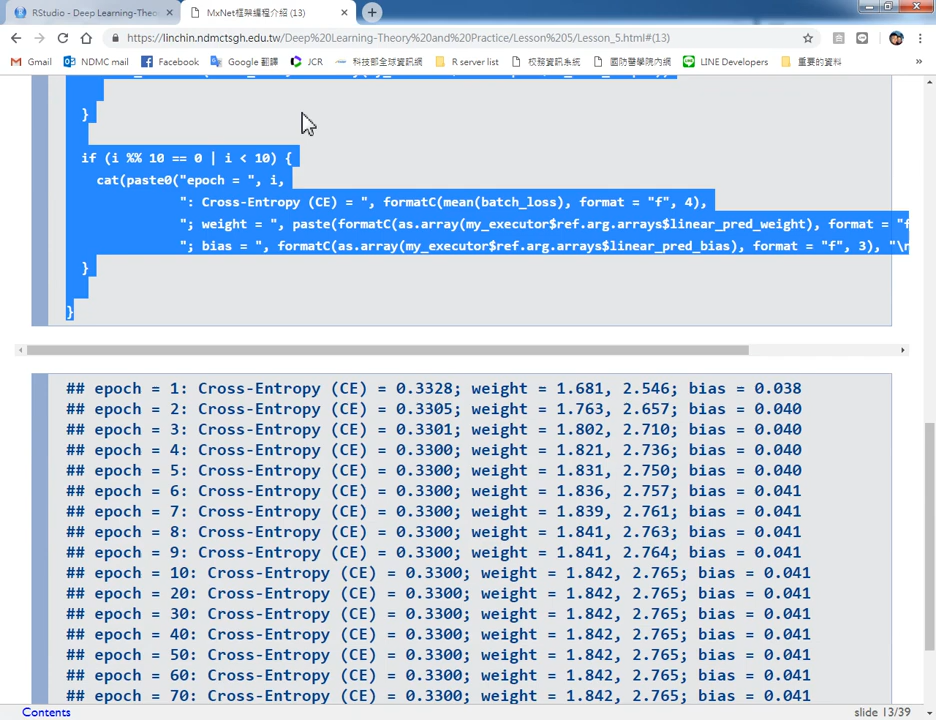 RStudio - Deep Learning-Theo
MxNet框架編程介紹 (13)
https://linchin.ndmctsgh.edu.tw/Deep%20Learning-Theory%20and%20Practice/Lesson%205/Lesson_5.html#(13)
Gmail NDMC mail Facebook Google 翻譯 JCR 科技部全球資訊網 R server list 校務資訊系統 國防醫學院內網 LINE Developers 重要的資料 »
}
if (i %% 10 == 0 | i < 10) {
cat(paste0("epoch = ", i,
": Cross-Entropy (CE) = ", formatC(mean(batch_loss), format = "f", 4),
"; weight = ", paste(formatC(as.array(my_executor$ref.arg.arrays$linear_pred_weight), format = "f
"; bias = ", formatC(as.array(my_executor$ref.arg.arrays$linear_pred_bias), format = "f", 3), "\n
}
}
## epoch = 1: Cross-Entropy (CE) = 0.3328; weight = 1.681, 2.546; bias = 0.038
## epoch = 2: Cross-Entropy (CE) = 0.3305; weight = 1.763, 2.657; bias = 0.040
## epoch = 3: Cross-Entropy (CE) = 0.3301; weight = 1.802, 2.710; bias = 0.040
## epoch = 4: Cross-Entropy (CE) = 0.3300; weight = 1.821, 2.736; bias = 0.040
## epoch = 5: Cross-Entropy (CE) = 0.3300; weight = 1.831, 2.750; bias = 0.040
## epoch = 6: Cross-Entropy (CE) = 0.3300; weight = 1.836, 2.757; bias = 0.041
## epoch = 7: Cross-Entropy (CE) = 0.3300; weight = 1.839, 2.761; bias = 0.041
## epoch = 8: Cross-Entropy (CE) = 0.3300; weight = 1.841, 2.763; bias = 0.041
## epoch = 9: Cross-Entropy (CE) = 0.3300; weight = 1.841, 2.764; bias = 0.041
## epoch = 10: Cross-Entropy (CE) = 0.3300; weight = 1.842, 2.765; bias = 0.041
## epoch = 20: Cross-Entropy (CE) = 0.3300; weight = 1.842, 2.765; bias = 0.041
## epoch = 30: Cross-Entropy (CE) = 0.3300; weight = 1.842, 2.765; bias = 0.041
## epoch = 40: Cross-Entropy (CE) = 0.3300; weight = 1.842, 2.765; bias = 0.041
## epoch = 50: Cross-Entropy (CE) = 0.3300; weight = 1.842, 2.765; bias = 0.041
## epoch = 60: Cross-Entropy (CE) = 0.3300; weight = 1.842, 2.765; bias = 0.041
## epoch = 70: Cross-Entropy (CE) = 0.3300; weight = 1.842, 2.765; bias = 0.041
Contents
slide 13/39